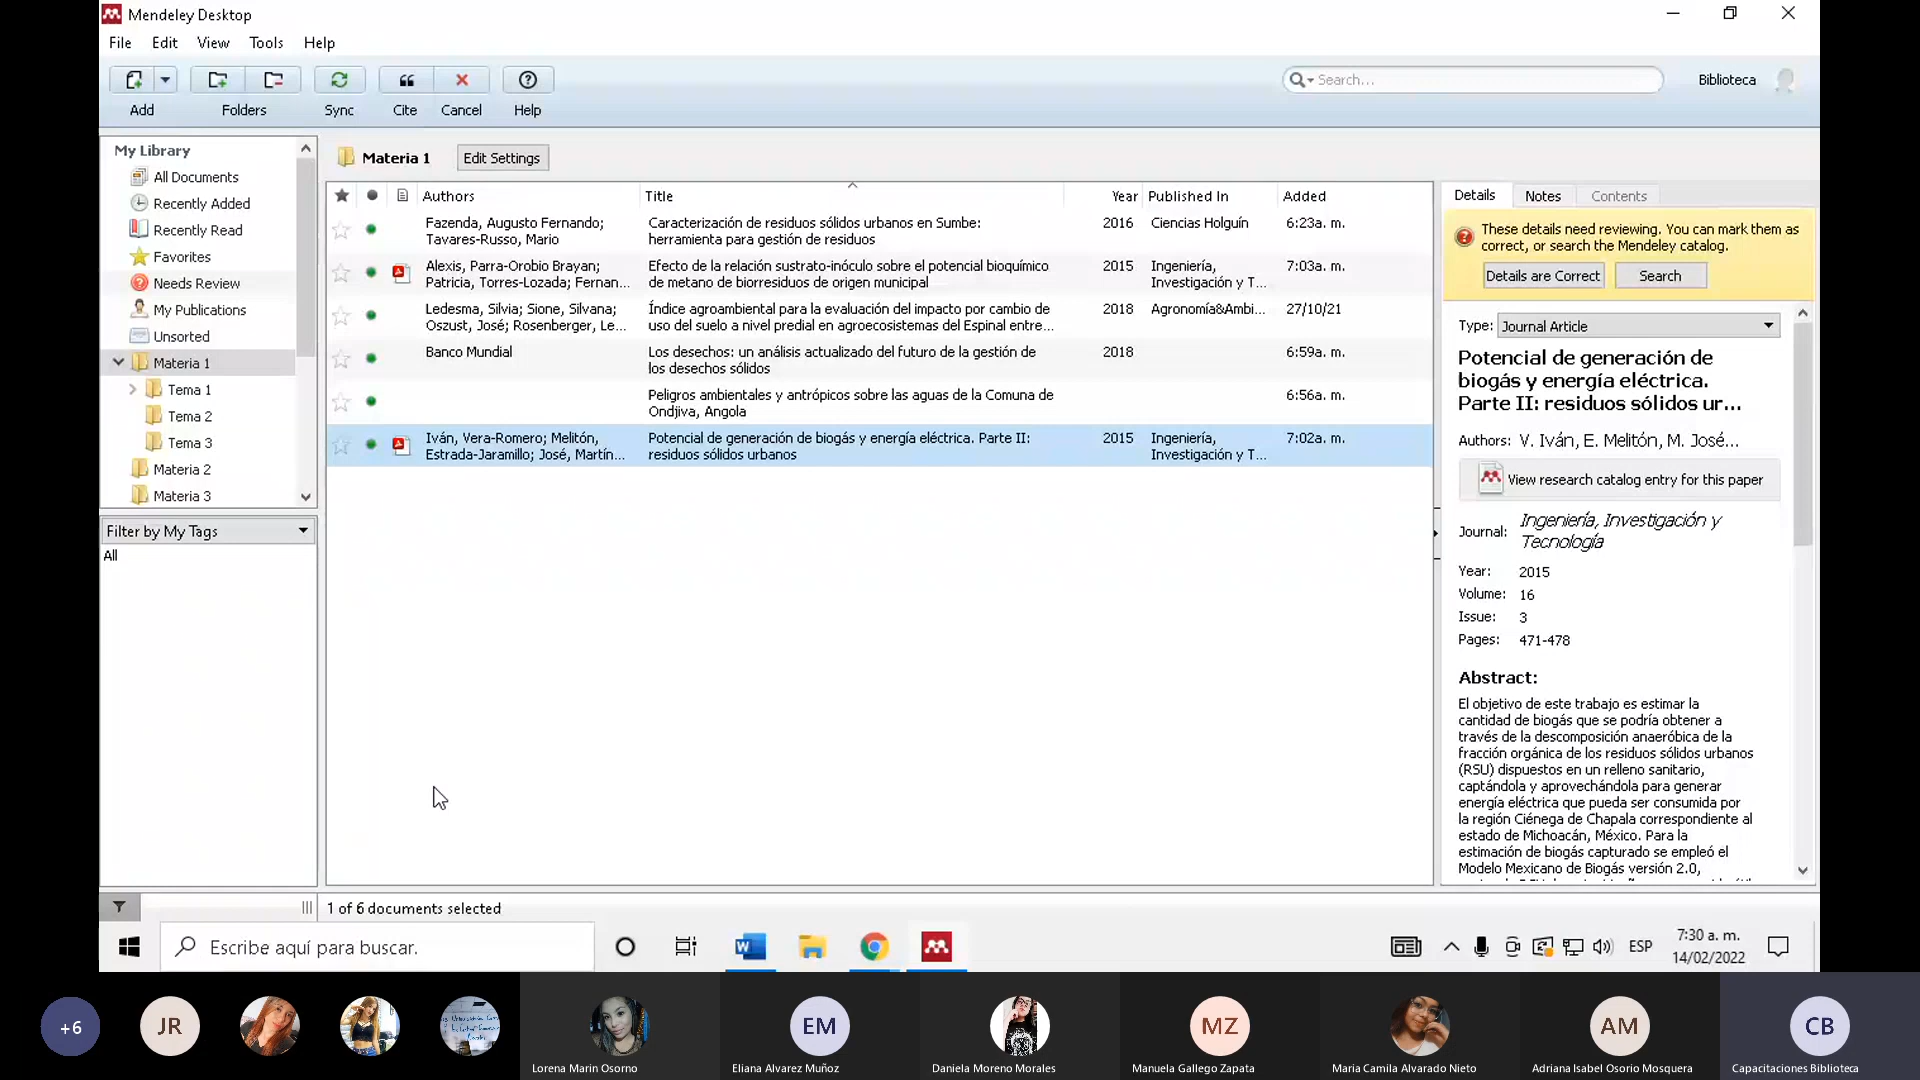 Mendeley Desktop
File Edit View Tools Help
Add Folders Sync Cite Cancel Help
Search...
Biblioteca
My Library
All Documents
Recently Added
Recently Read
Favorites
Needs Review
My Publications
Unsorted
Materia 1
Tema 1
Tema 2
Tema 3
Materia 2
Materia 3
Filter by My Tags
All
Materia 1 Edit Settings
Authors Title Year Published In Added
Fazenda, Augusto Fernando; Caracterización de residuos sólidos urbanos en Sumbe: 2016 Ciencias Holguín 6:23a. m.
Tavares-Russo, Mario herramienta para gestión de residuos
Alexis, Parra-Orobio Brayan; Efecto de la relación sustrato-inóculo sobre el potencial bioquímico 2015 Ingeniería, 7:03a. m.
Patricia, Torres-Lozada; Fernan... de metano de biorresiduos de origen municipal Investigación y T...
Ledesma, Silvia; Sione, Silvana; Índice agroambiental para la evaluación del impacto por cambio de 2018 Agronomía&Ambi... 27/10/21
Oszust, José; Rosenberger, Le... uso del suelo a nivel predial en agroecosistemas del Espinal entre...
Banco Mundial Los desechos: un análisis actualizado del futuro de la gestión de 2018 6:59a. m.
los desechos sólidos
Peligros ambientales y antrópicos sobre las aguas de la Comuna de 6:56a. m.
Ondjiva, Angola
Iván, Vera-Romero; Melitón, Potencial de generación de biogás y energía eléctrica. Parte II: 2015 Ingeniería, 7:02a. m.
Estrada-Jaramillo; José, Martín... residuos sólidos urbanos Investigación y T...
Details Notes Contents
These details need reviewing. You can mark them as
correct, or search the Mendeley catalog.
Details are Correct Search
Type: Journal Article
Potencial de generación de
biogás y energía eléctrica.
Parte II: residuos sólidos ur...
Authors: V. Iván, E. Melitón, M. José...
View research catalog entry for this paper
Journal: Ingeniería, Investigación y
Tecnología
Year: 2015
Volume: 16
Issue: 3
Pages: 471-478
Abstract:
El objetivo de este trabajo es estimar la
cantidad de biogás que se podría obtener a
través de la descomposición anaeróbica de la
fracción orgánica de los residuos sólidos urbanos
(RSU) dispuestos en un relleno sanitario,
captándola y aprovechándola para generar
energía eléctrica que pueda ser consumida por
la región Ciénega de Chapala correspondiente al
estado de Michoacán, México. Para la
estimación de biogás capturado se empleó el
Modelo Mexicano de Biogás versión 2.0,
1 of 6 documents selected
Escribe aquí para buscar.
W
ESP
7:30 a. m.
14/02/2022
+6
JR
EM
MZ
AM
CB
Lorena Marin Osorno
Eliana Alvarez Muñoz
Daniela Moreno Morales
Manuela Gallego Zapata
Maria Camila Alvarado Nieto
Adriana Isabel Osorio Mosquera
Capacitaciones Biblioteca